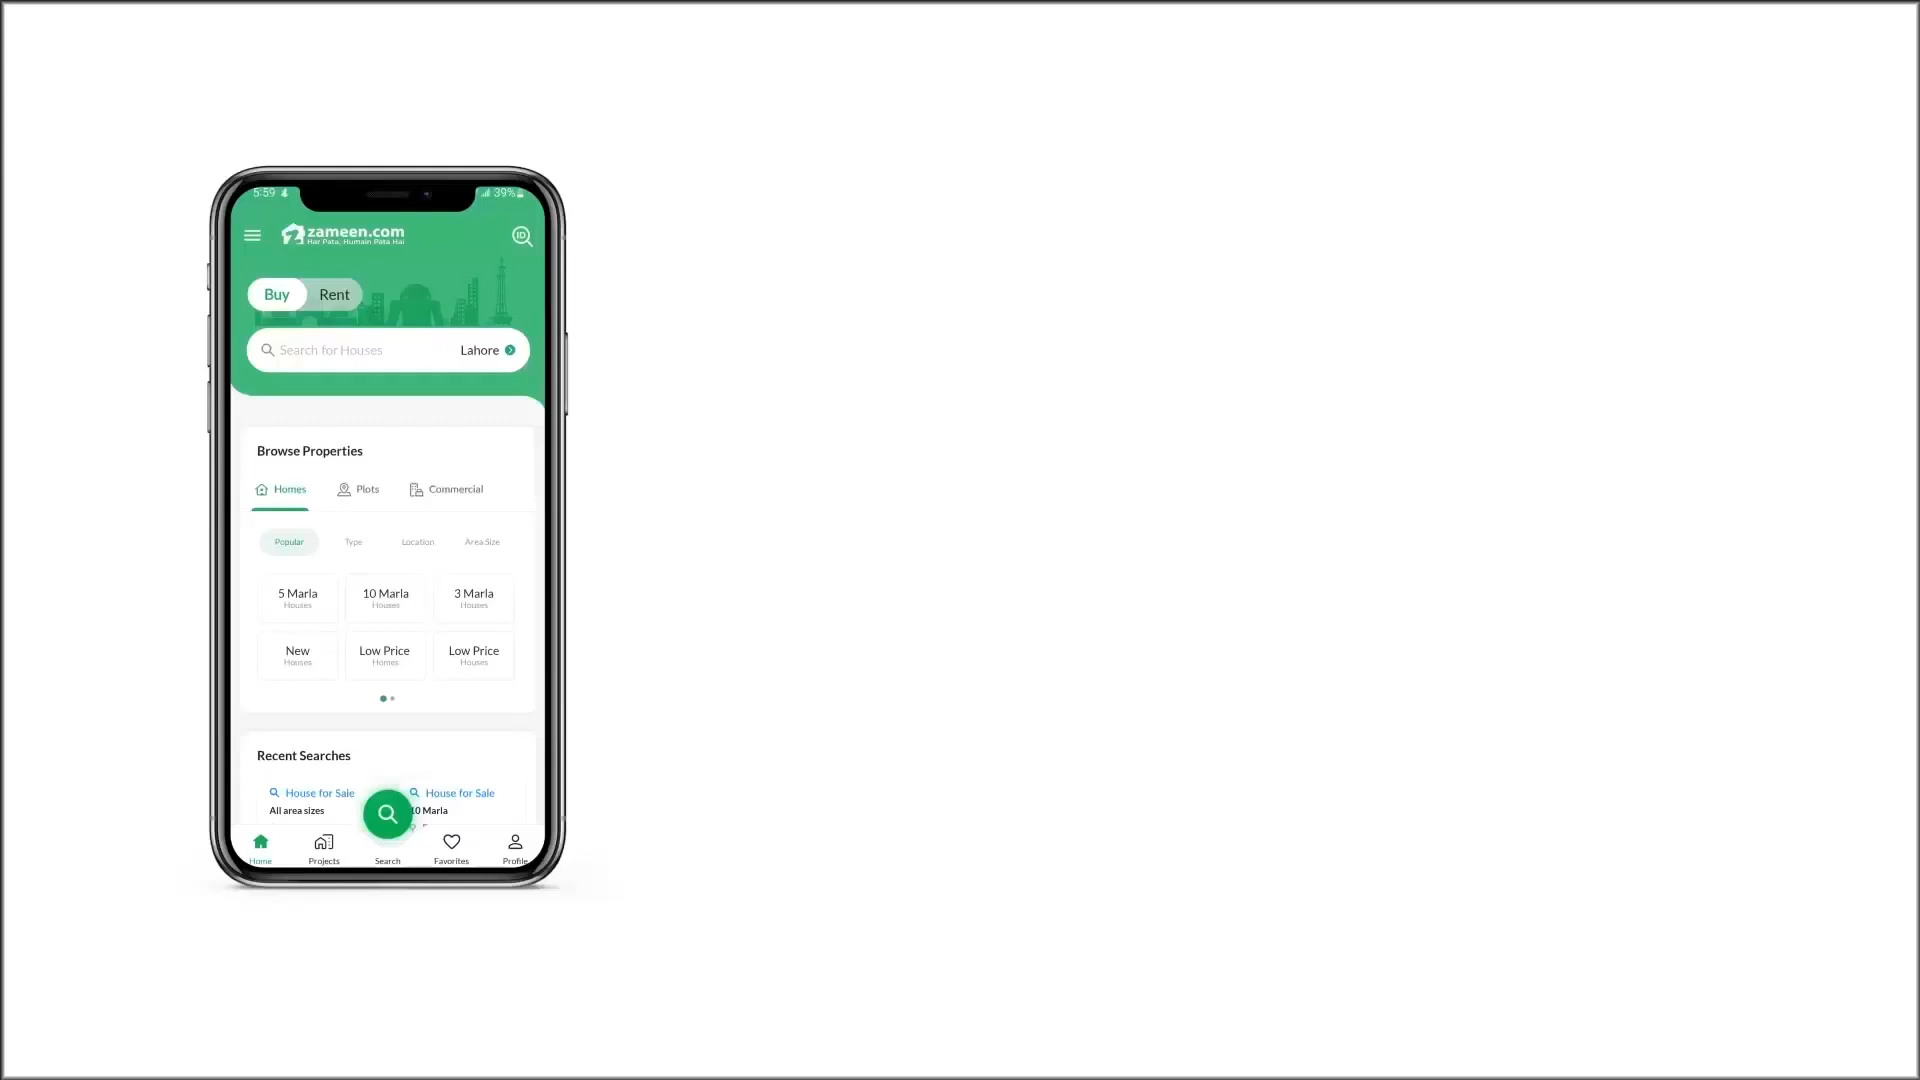 5:59
39%
zameen.com
Har Pata, Humain Pata Hai
ID
Buy Rent
Search for Houses Lahore
Browse Properties
Homes Plots Commercial
Popular Type Location Area Size
5 Marla 10 Marla 3 Marla
Houses Houses Houses
New Low Price Low Price
Houses Homes Houses
Recent Searches
House for Sale House for Sale
All area sizes 10 Marla
Home Projects Search Favorites Profile